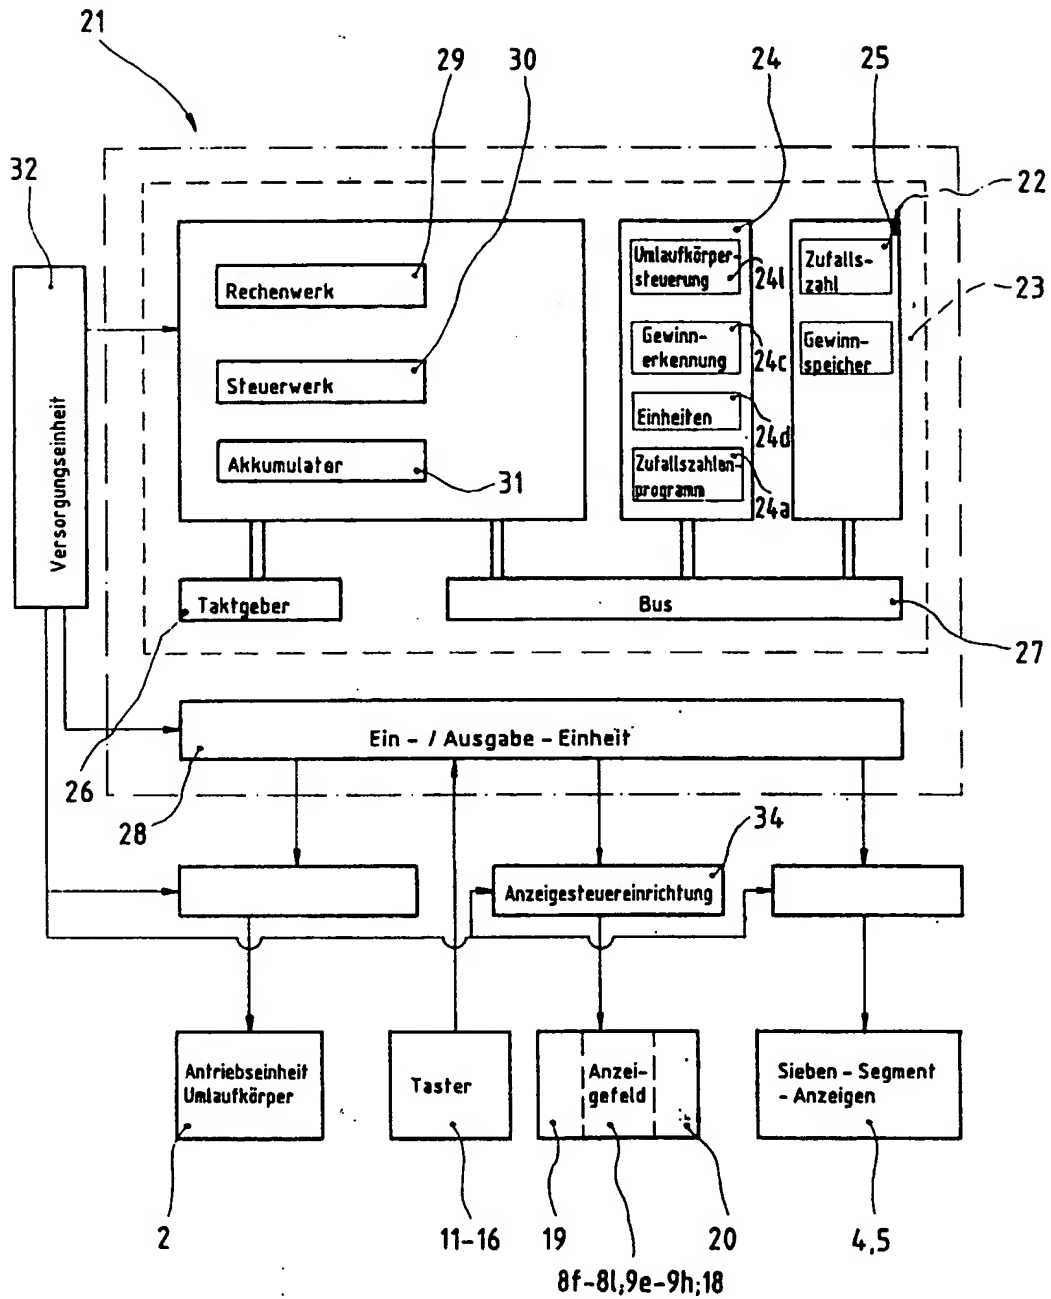 21
29
30
24
25
32
22
23
Umlaufkörper-
steuerung
24l
Zufalls-
zahl
Rechenwerk
Gewinn-
erkennung
24c
Gewinn-
speicher
Steuerwerk
Einheiten
24d
Akkumulater
31
Zufallszahlen-
programm
24a
Versorgungseinheit
Taktgeber
Bus
27
Ein - / Ausgabe - Einheit
26
28
34
Anzeigesteuereinrichtung
Antriebseinheit
Umlaufkörper
Taster
Anzei-
gefeld
Sieben - Segment
- Anzeigen
2
11-16
19
20
4,5
8f-8l;9e-9h;18